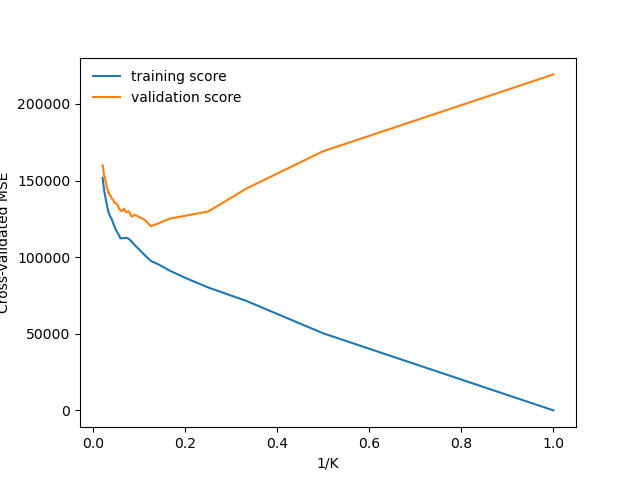 training score
validation score
200000
150000
100000
50000
0
Cross-validated MSE
0.0 0.2 0.4 0.6 0.8 1.0
1/K